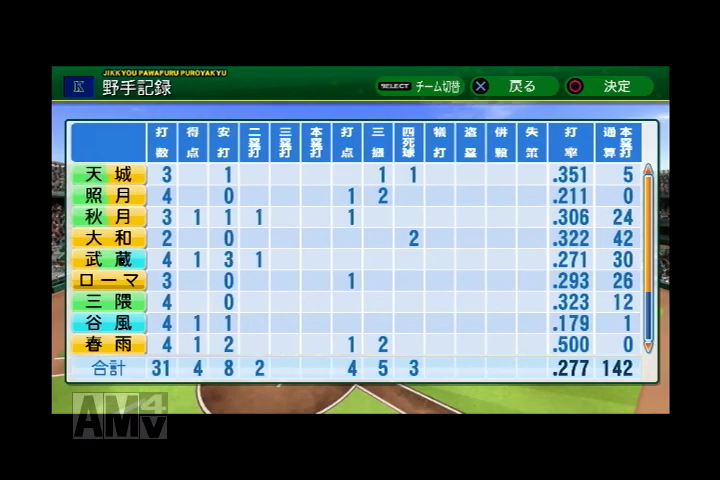 JIKKYOU PAWAFURU PUROYAKYU
K 野手記録 SELECT チーム切替 戻る 決定
打数 得点 安打 二塁打 三塁打 本塁打 打点 三振 四死球 犠打 盗塁 併殺 失策 打率 通算本塁打
天城 3 1 1 1 .351 5
照月 4 0 1 2 .211 0
秋月 3 1 1 1 1 .306 24
大和 2 0 2 .322 42
武蔵 4 1 3 1 .271 30
ローマ 3 0 1 .293 26
三隈 4 0 .323 12
谷風 4 1 1 .179 1
春雨 4 1 2 1 2 .500 0
合計 31 4 8 2 4 5 3 .277 142
AMV4